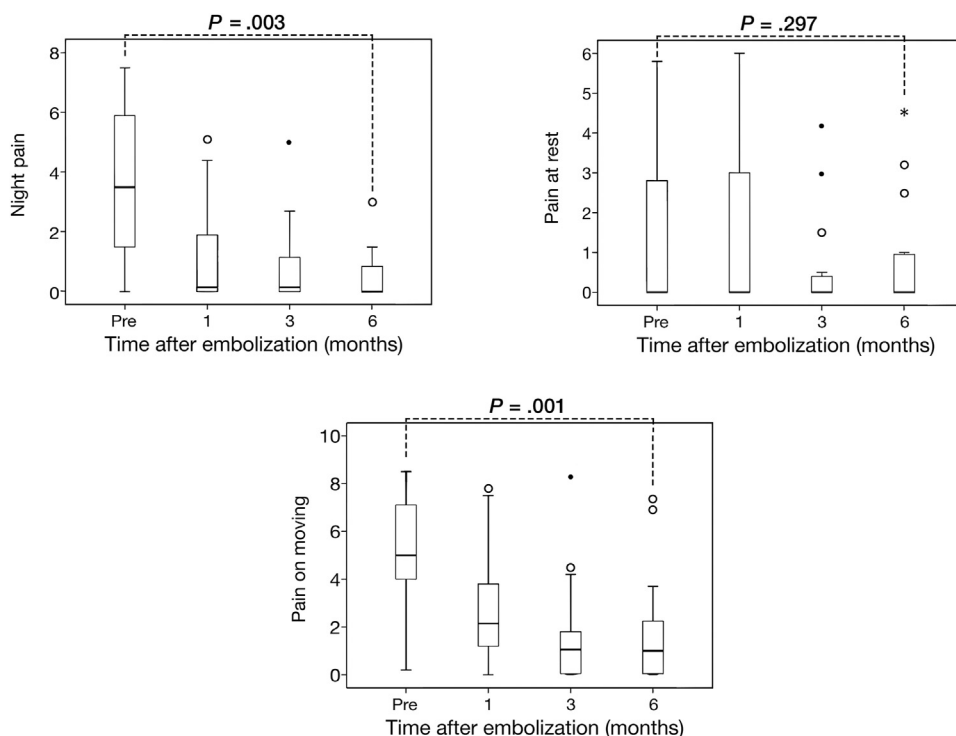 P = .003
8
6
4
2
0
Night pain
Pre 1 3 6
Time after embolization (months)
P = .297
6
5
4
3
2
1
0
Pain at rest
*
Pre 1 3 6
Time after embolization (months)
P = .001
10
8
6
4
2
0
Pain on moving
Pre 1 3 6
Time after embolization (months)